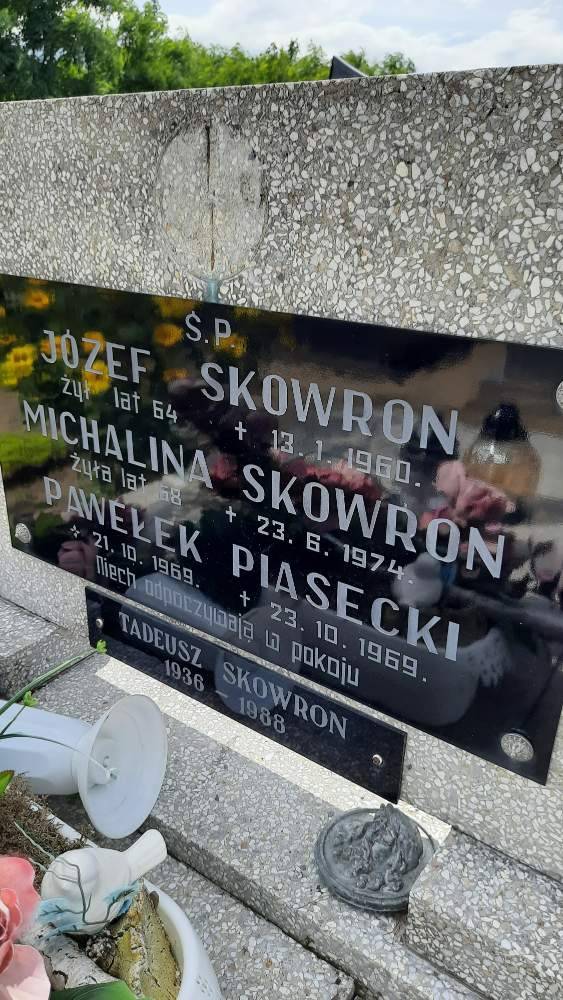 Ś.P.
JÓZEF SKOWRON
żył lat 64 + 13.1.1960.
MICHALINA SKOWRON
żyła lat 68 + 23.6.1974.
PAWEŁEK PIASECKI
+ 21.10.1969. + 23.10.1969.
Niech odpoczywają w pokoju
TADEUSZ SKOWRON
1936 - 1988